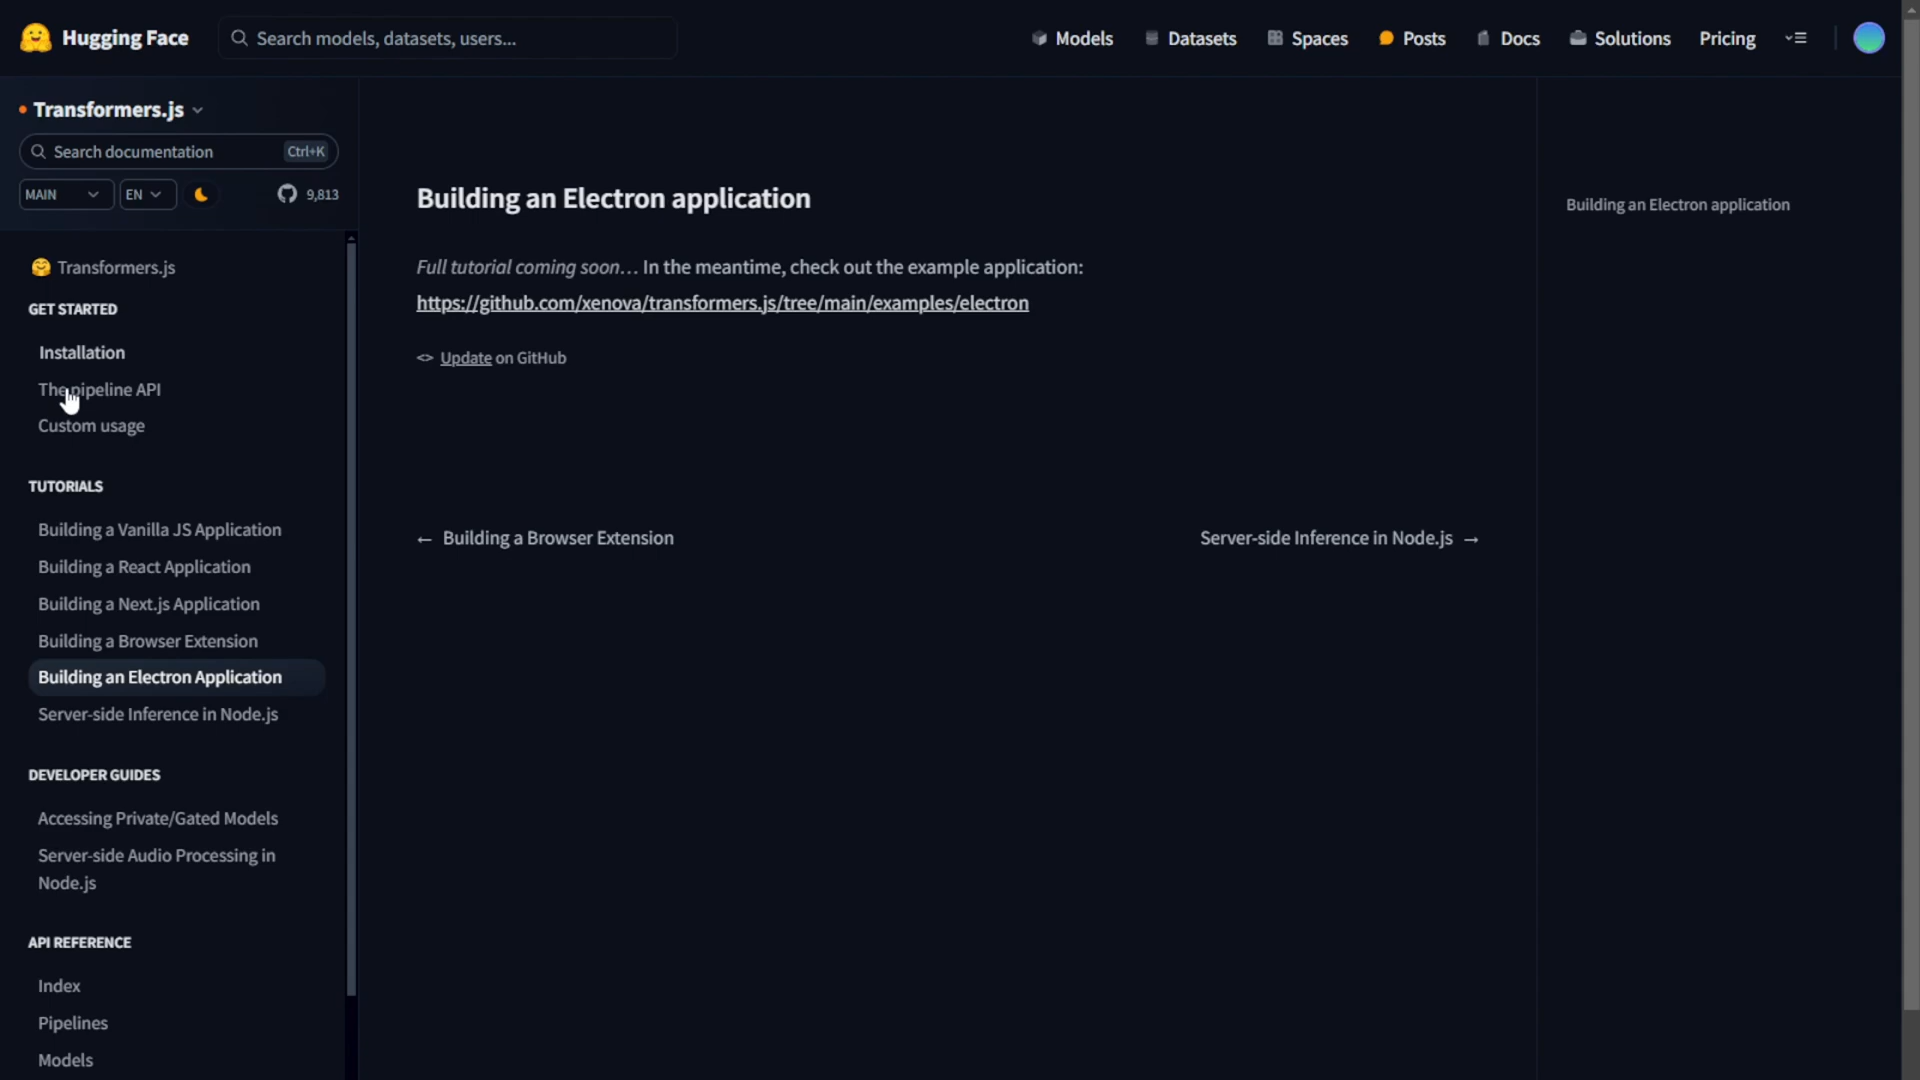 Hugging Face
Search models, datasets, users...
Models
Datasets
Spaces
Posts
Docs
Solutions
Pricing
Transformers.js
Search documentation
Ctrl+K
MAIN
EN
9,813
Transformers.js
GET STARTED
Installation
The pipeline API
Custom usage
TUTORIALS
Building a Vanilla JS Application
Building a React Application
Building a Next.js Application
Building a Browser Extension
Building an Electron Application
Server-side Inference in Node.js
DEVELOPER GUIDES
Accessing Private/Gated Models
Server-side Audio Processing in
Node.js
API REFERENCE
Index
Pipelines
Models
Building an Electron application
Full tutorial coming soon... In the meantime, check out the example application:
https://github.com/xenova/transformers.js/tree/main/examples/electron
<> Update on GitHub
← Building a Browser Extension
Server-side Inference in Node.js →
Building an Electron application